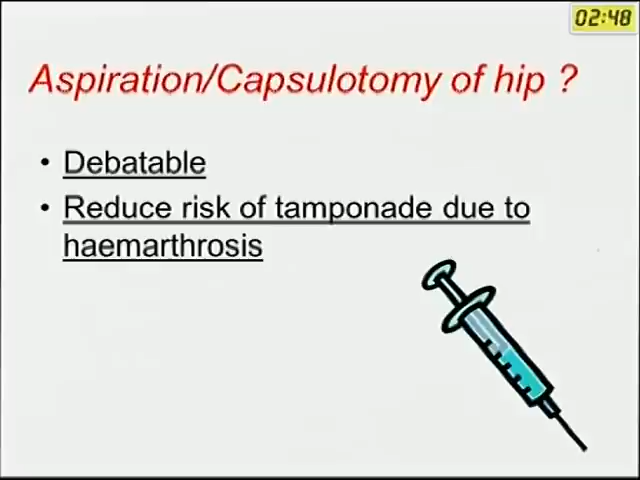 02:48
Aspiration/Capsulotomy of hip ?
• Debatable
• Reduce risk of tamponade due to
haemarthrosis